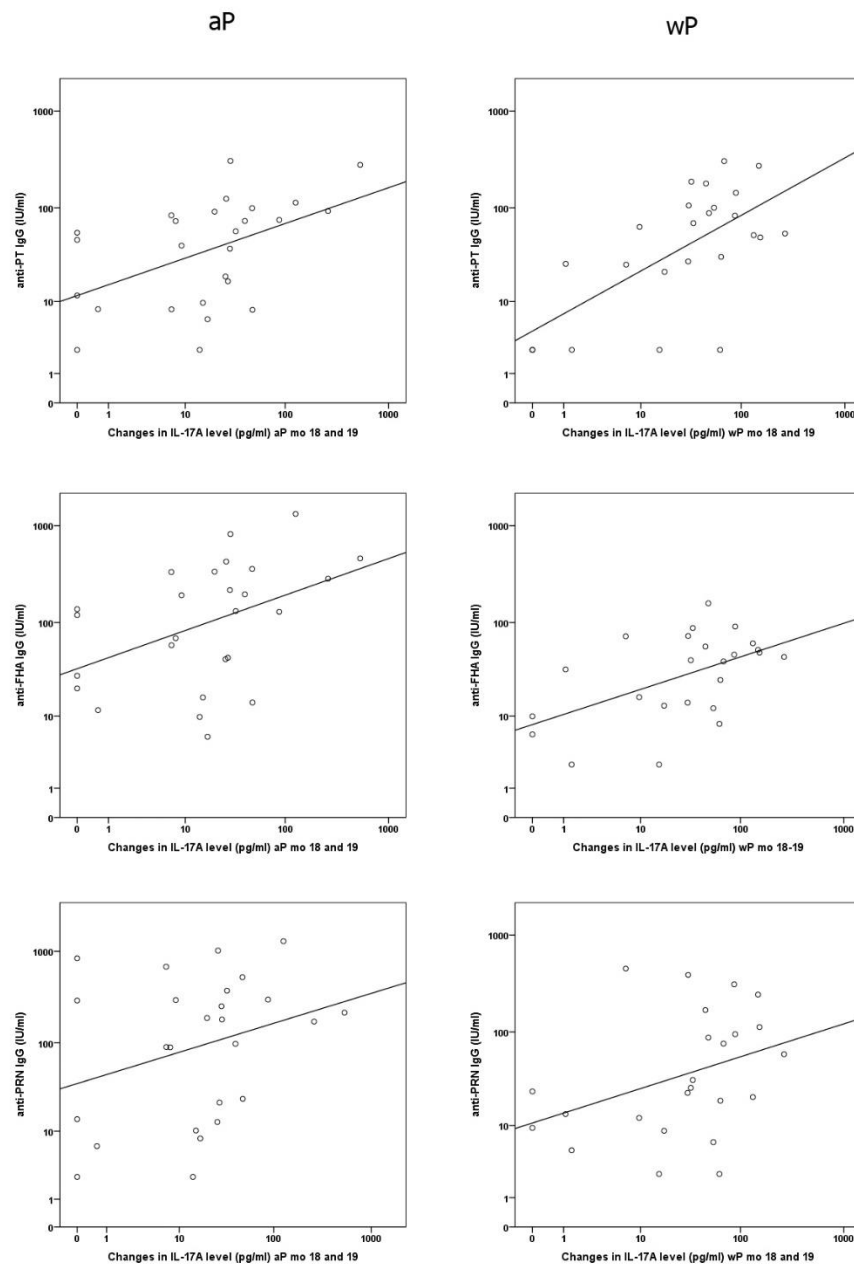 aP
wP
1000
100
10
1
0
anti-PT IgG (IU/ml)
0 1 10 100 1000
Changes in IL-17A level (pg/ml) aP mo 18 and 19
1000
100
10
1
0
anti-PT IgG (IU/ml)
0 1 10 100 1000
Changes in IL-17A level (pg/ml) wP mo 18 and 19
1000
100
10
1
0
anti-FHA IgG (IU/ml)
0 1 10 100 1000
Changes in IL-17A level (pg/ml) aP mo 18 and 19
1000
100
10
1
0
anti-FHA IgG (IU/ml)
0 1 10 100 1000
Changes in IL-17A level (pg/ml) wP mo 18-19
1000
100
10
1
0
anti-PRN IgG (IU/ml)
0 1 10 100 1000
Changes in IL-17A level (pg/ml) aP mo 18 and 19
1000
100
10
1
0
anti-PRN IgG (IU/ml)
0 1 10 100 1000
Changes in IL-17A level (pg/ml) wP mo 18 and 19